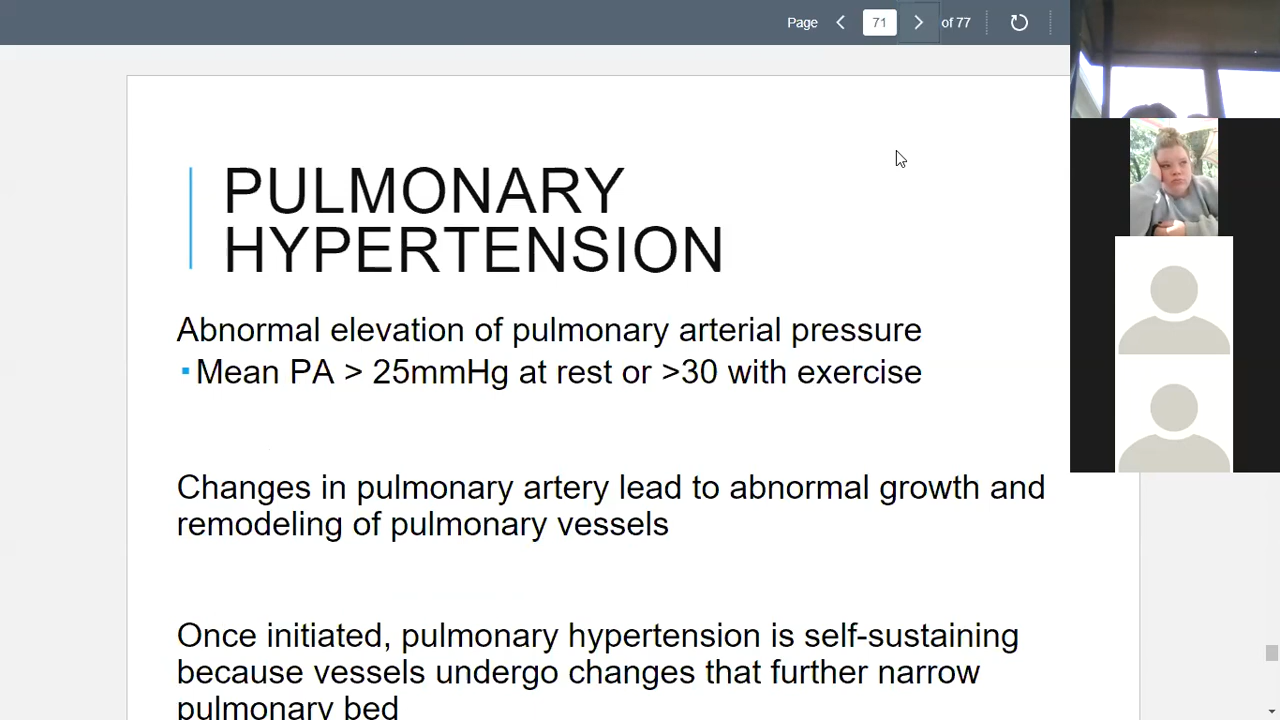 Page 71 of 77
PULMONARY
HYPERTENSION
Abnormal elevation of pulmonary arterial pressure
▪Mean PA > 25mmHg at rest or >30 with exercise
Changes in pulmonary artery lead to abnormal growth and
remodeling of pulmonary vessels
Once initiated, pulmonary hypertension is self-sustaining
because vessels undergo changes that further narrow
pulmonary bed